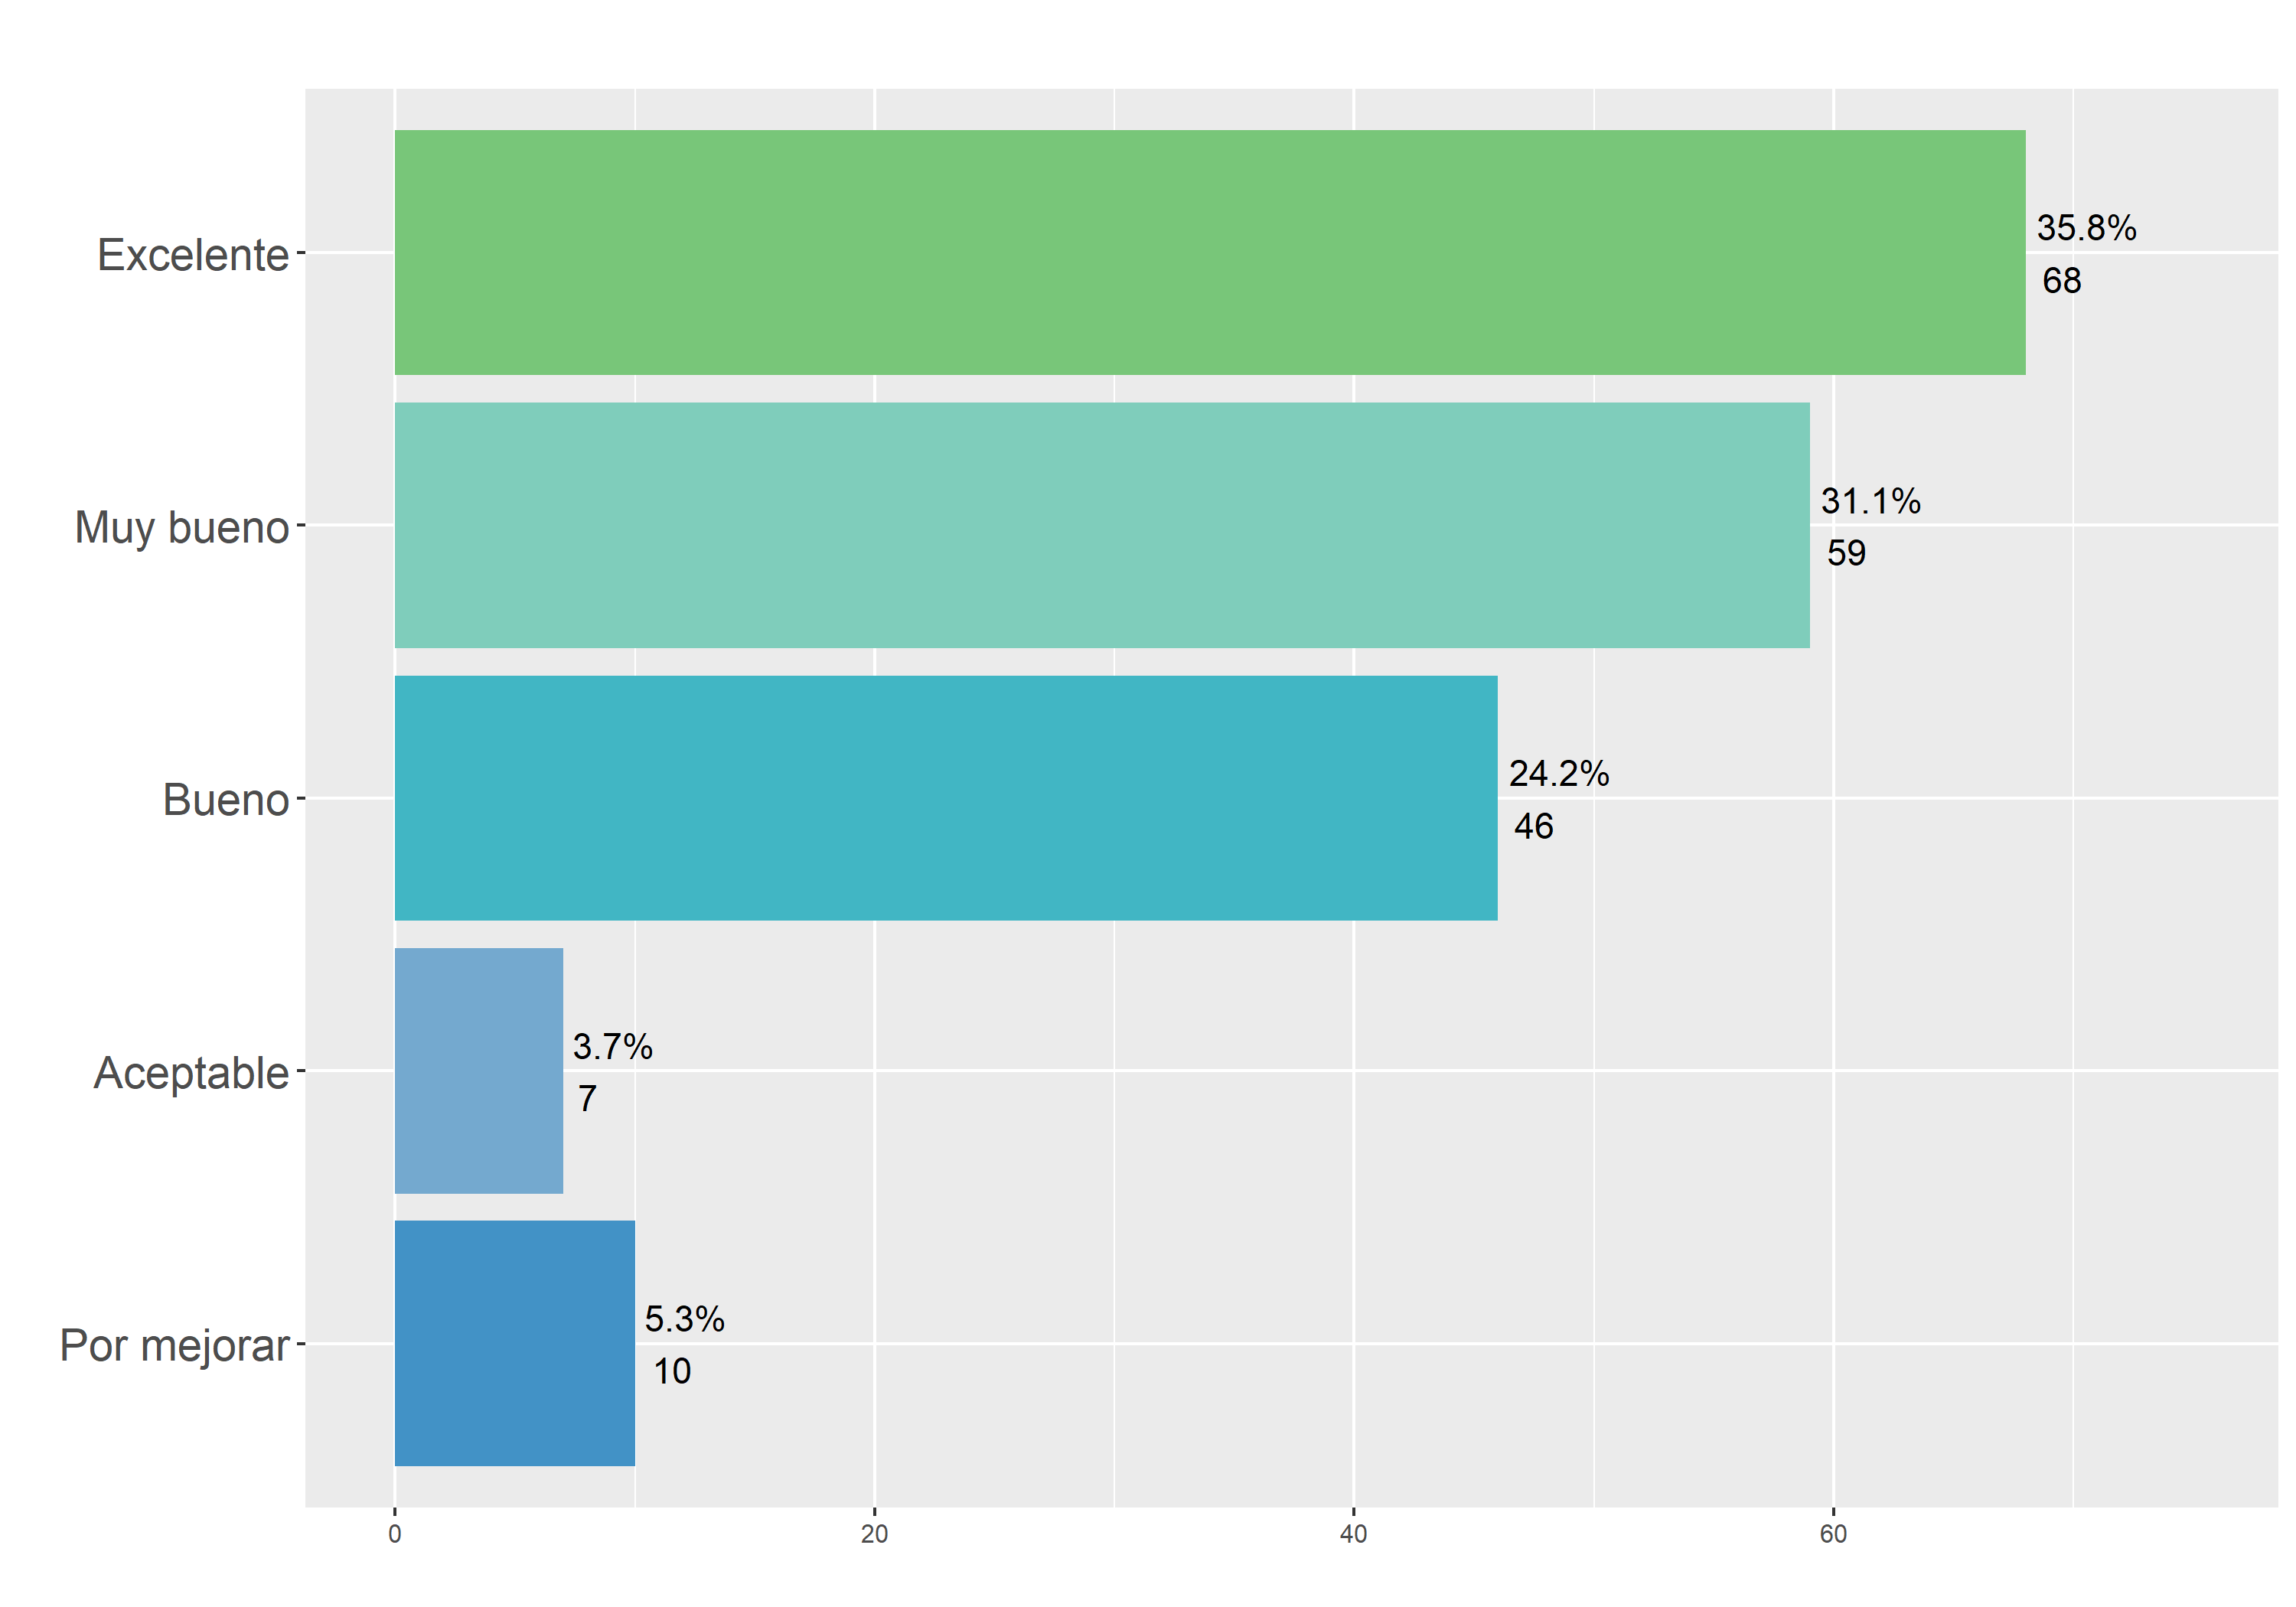 Excelente
35.8%
68
Muy bueno
31.1%
59
Bueno
24.2%
46
Aceptable
3.7%
7
Por mejorar
5.3%
10
0 20 40 60